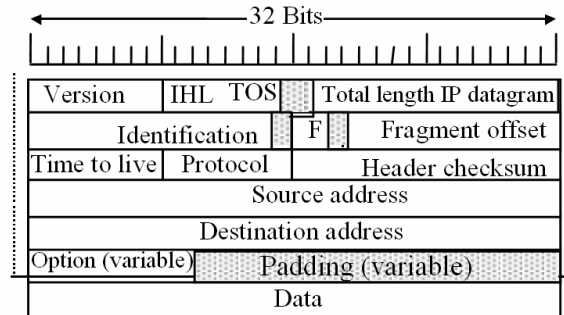 32 Bits
Version IHL TOS Total length IP datagram
Identification F Fragment offset
Time to live Protocol Header checksum
Source address
Destination address
Option (variable) Padding (variable)
Data